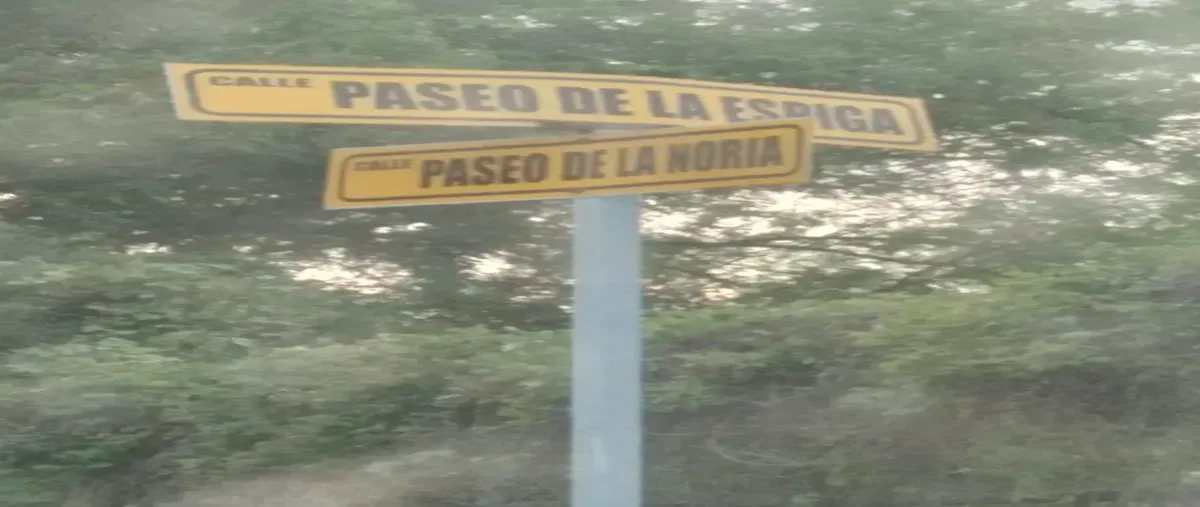 CALLE PASEO DE LA ESPIGA
CALLE PASEO DE LA NORIA